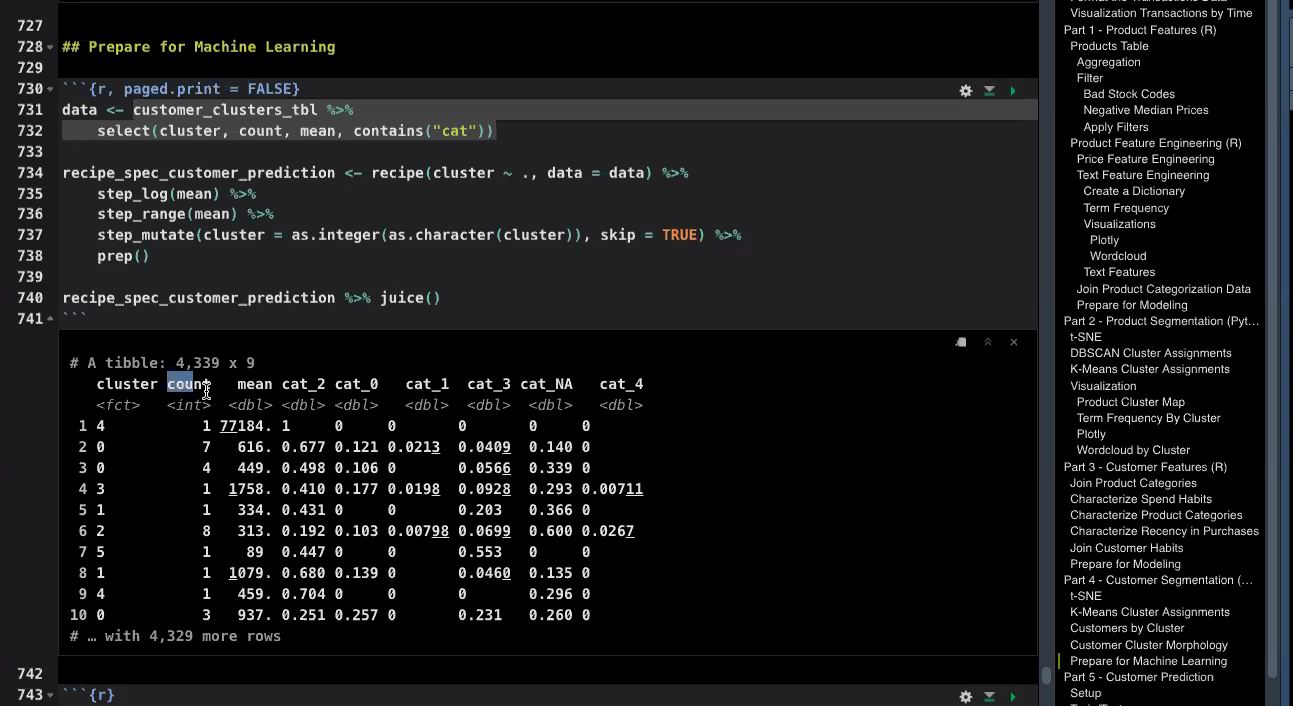 727
728 ## Prepare for Machine Learning
729
730 ```{r, paged.print = FALSE}
731 data <- customer_clusters_tbl %>%
732     select(cluster, count, mean, contains("cat"))
733
734 recipe_spec_customer_prediction <- recipe(cluster ~ ., data = data) %>%
735     step_log(mean) %>%
736     step_range(mean) %>%
737     step_mutate(cluster = as.integer(as.character(cluster)), skip = TRUE) %>%
738     prep()
739
740 recipe_spec_customer_prediction %>% juice()
741 ```
# A tibble: 4,339 x 9
   cluster count   mean cat_2 cat_0   cat_1  cat_3 cat_NA   cat_4
   <fct>   <int>  <dbl> <dbl> <dbl>   <dbl>  <dbl>  <dbl>   <dbl>
 1 4           1 77184. 1     0     0       0       0     0
 2 0           7   616. 0.677 0.121 0.0213  0.0409  0.140 0
 3 0           4   449. 0.498 0.106 0       0.0566  0.339 0
 4 3           1  1758. 0.410 0.177 0.0198  0.0928  0.293 0.00711
 5 1           1   334. 0.431 0     0       0.203   0.366 0
 6 2           8   313. 0.192 0.103 0.00798 0.0699  0.600 0.0267
 7 5           1    89  0.447 0     0       0.553   0     0
 8 1           1  1079. 0.680 0.139 0       0.0460  0.135 0
 9 4           1   459. 0.704 0     0       0       0.296 0
10 0           3   937. 0.251 0.257 0       0.231   0.260 0
# … with 4,329 more rows
742
743 ```{r}
Visualization Transactions by Time
Part 1 - Product Features (R)
Products Table
Aggregation
Filter
Bad Stock Codes
Negative Median Prices
Apply Filters
Product Feature Engineering (R)
Price Feature Engineering
Text Feature Engineering
Create a Dictionary
Term Frequency
Visualizations
Plotly
Wordcloud
Text Features
Join Product Categorization Data
Prepare for Modeling
Part 2 - Product Segmentation (Pyt…
t-SNE
DBSCAN Cluster Assignments
K-Means Cluster Assignments
Visualization
Product Cluster Map
Term Frequency By Cluster
Plotly
Wordcloud by Cluster
Part 3 - Customer Features (R)
Join Product Categories
Characterize Spend Habits
Characterize Product Categories
Characterize Recency in Purchases
Join Customer Habits
Prepare for Modeling
Part 4 - Customer Segmentation (…
t-SNE
K-Means Cluster Assignments
Customers by Cluster
Customer Cluster Morphology
Prepare for Machine Learning
Part 5 - Customer Prediction
Setup